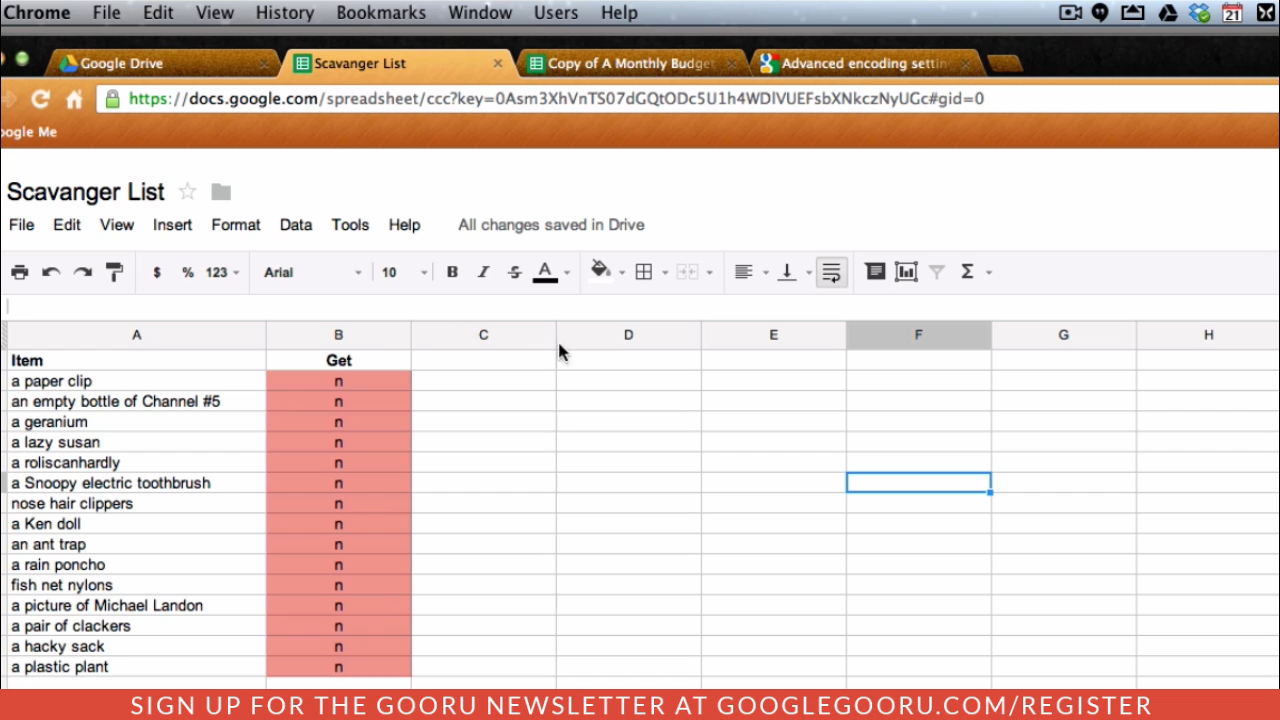 Chrome File Edit View History Bookmarks Window Users Help 21
Google Drive Scavanger List Copy of A Monthly Budget Advanced encoding settin
https://docs.google.com/spreadsheet/ccc?key=0Asm3XhVnTS07dGQtODc5U1h4WDlVUEFsbXNkczNyUGc#gid=0
oogle Me
Scavanger List
File Edit View Insert Format Data Tools Help All changes saved in Drive
$ % 123 Arial 10 B I S A Σ
A B C D E F G H
Item Get
a paper clip n
an empty bottle of Channel #5 n
a geranium n
a lazy susan n
a roliscanhardly n
a Snoopy electric toothbrush n
nose hair clippers n
a Ken doll n
an ant trap n
a rain poncho n
fish net nylons n
a picture of Michael Landon n
a pair of clackers n
a hacky sack n
a plastic plant n
SIGN UP FOR THE GOORU NEWSLETTER AT GOOGLEGOORU.COM/REGISTER